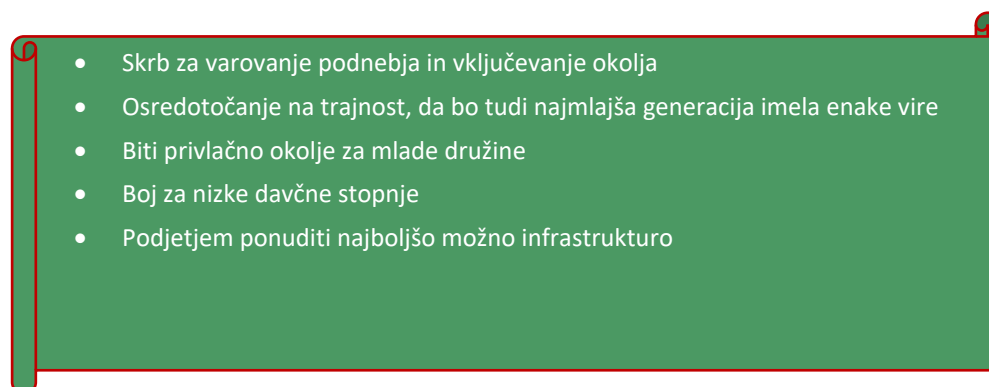 • Skrb za varovanje podnebja in vključevanje okolja
• Osredotočanje na trajnost, da bo tudi najmlajša generacija imela enake vire
• Biti privlačno okolje za mlade družine
• Boj za nizke davčne stopnje
• Podjetjem ponuditi najboljšo možno infrastrukturo